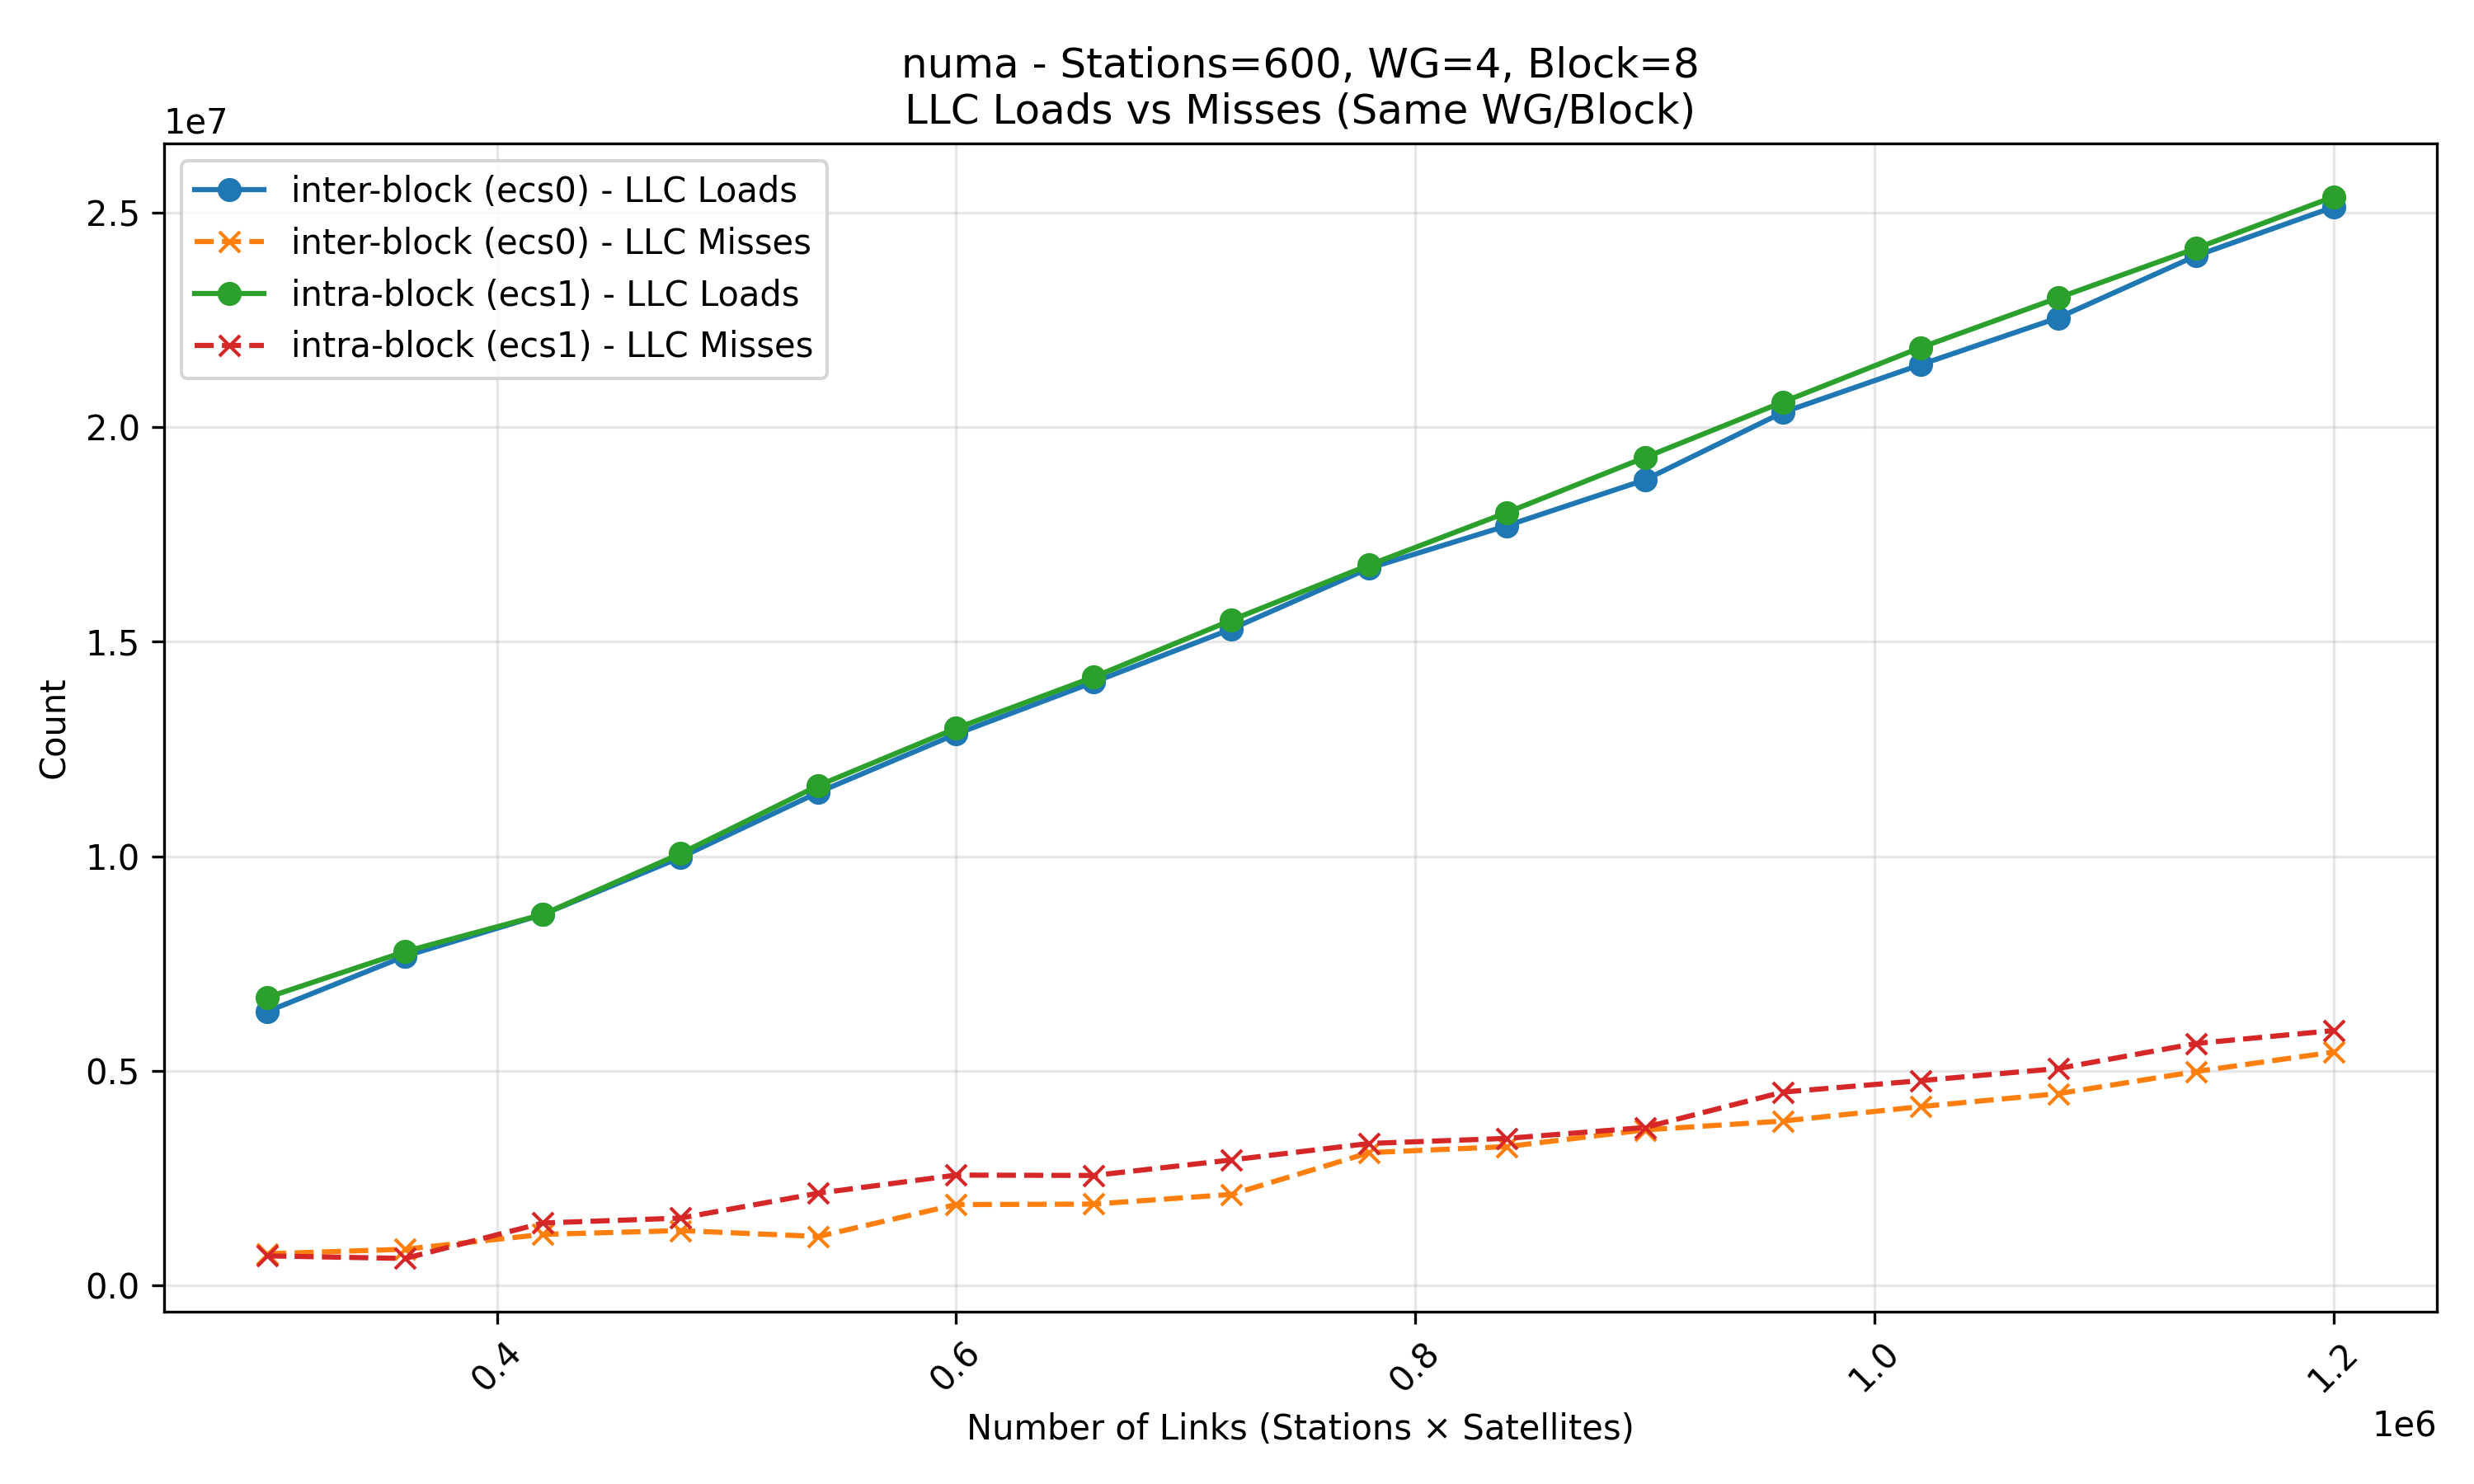 numa - Stations=600, WG=4, Block=8
LLC Loads vs Misses (Same WG/Block)
1e7
inter-block (ecs0) - LLC Loads
inter-block (ecs0) - LLC Misses
intra-block (ecs1) - LLC Loads
intra-block (ecs1) - LLC Misses
2.5
2.0
1.5
1.0
0.5
0.0
Count
0.4
0.6
0.8
1.0
1.2
Number of Links (Stations × Satellites)
1e6